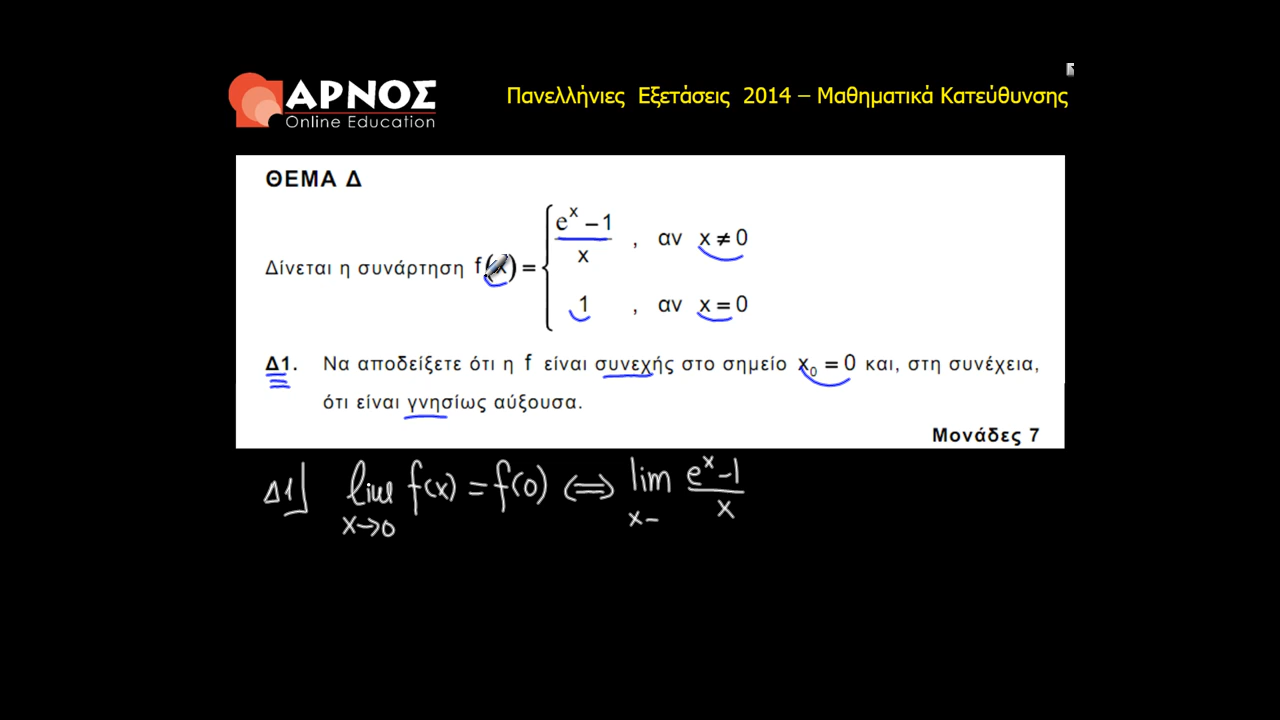 ΑΡΝΟΣ
Online Education
Πανελλήνιες Εξετάσεις 2014 – Μαθηματικά Κατεύθυνσης
ΘΕΜΑ Δ
e^x – 1
x
, αν x ≠ 0
Δίνεται η συνάρτηση f(x) =
1 , αν x = 0
Δ1. Να αποδείξετε ότι η f είναι συνεχής στο σημείο x₀ = 0 και, στη συνέχεια,
ότι είναι γνησίως αύξουσα.
Μονάδες 7
Δ1] lim f(x) = f(0) ⟺ lim e^x -1
x→0 x– x